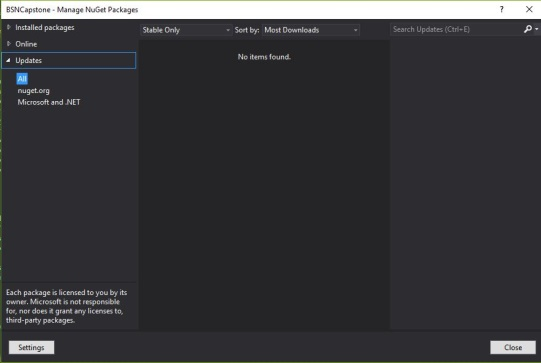 BSNCapstone - Manage NuGet Packages
? X
Installed packages
Stable Only
Sort by: Most Downloads
Search Updates (Ctrl+E)
Online
Updates
No items found.
All
nuget.org
Microsoft and .NET
Each package is licensed to you by its
owner. Microsoft is not responsible
for, nor does it grant any licenses to,
third-party packages.
Settings
Close